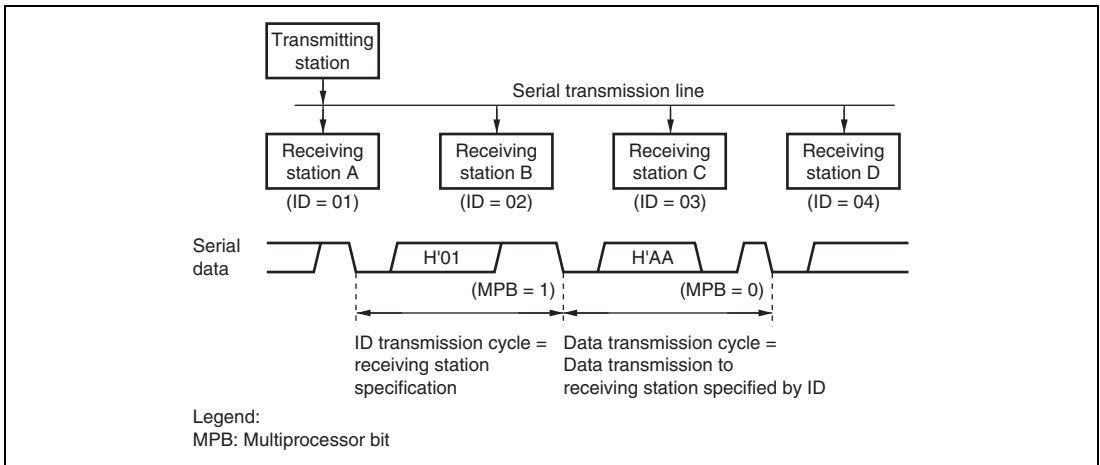 Transmitting
station
Serial transmission line
Receiving
station A
Receiving
station B
Receiving
station C
Receiving
station D
(ID = 01)
(ID = 02)
(ID = 03)
(ID = 04)
Serial
data
H'01
H'AA
(MPB = 1)
(MPB = 0)
ID transmission cycle =
receiving station
specification
Data transmission cycle =
Data transmission to
receiving station specified by ID
Legend:
MPB: Multiprocessor bit